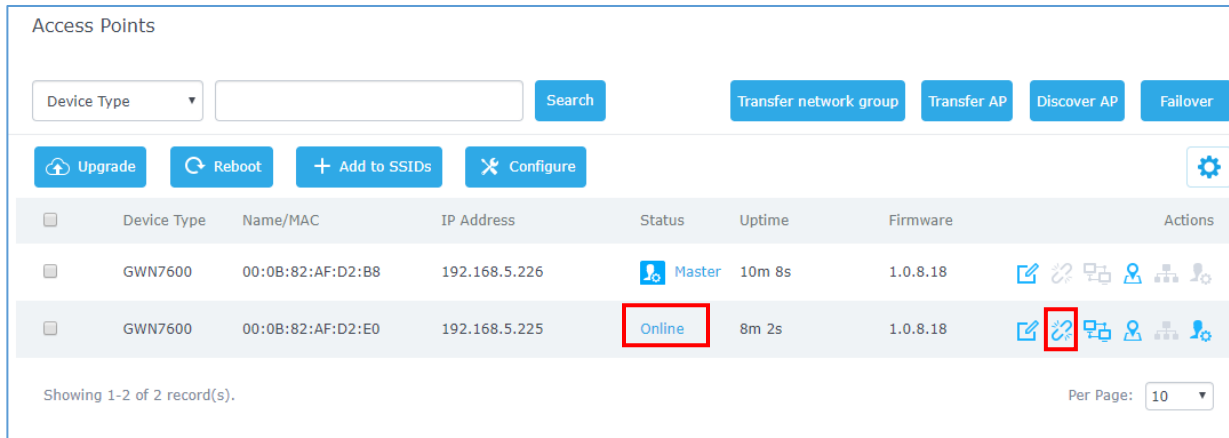 Access Points
Device Type Search Transfer network group Transfer AP Discover AP Failover
Upgrade Reboot Add to SSIDs Configure
Device Type Name/MAC IP Address Status Uptime Firmware Actions
GWN7600 00:0B:82:AF:D2:B8 192.168.5.226 Master 10m 8s 1.0.8.18
GWN7600 00:0B:82:AF:D2:E0 192.168.5.225 Online 8m 2s 1.0.8.18
Showing 1-2 of 2 record(s). Per Page: 10